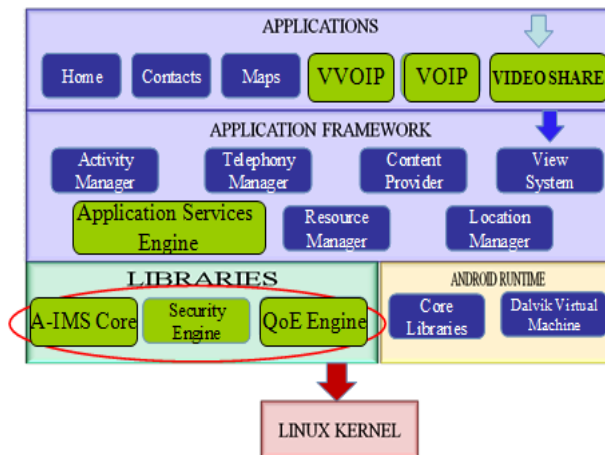 APPLICATIONS
Home
Contacts
Maps
VVOIP
VOIP
VIDEO SHARE
APPLICATION FRAMEWORK
Activity
Manager
Telephony
Manager
Content
Provider
View
System
Application Services
Engine
Resource
Manager
Location
Manager
LIBRARIES
A-IMS Core
Security
Engine
QoE Engine
ANDROID RUNTIME
Core
Libraries
Dalvik Virtual
Machine
LINUX KERNEL